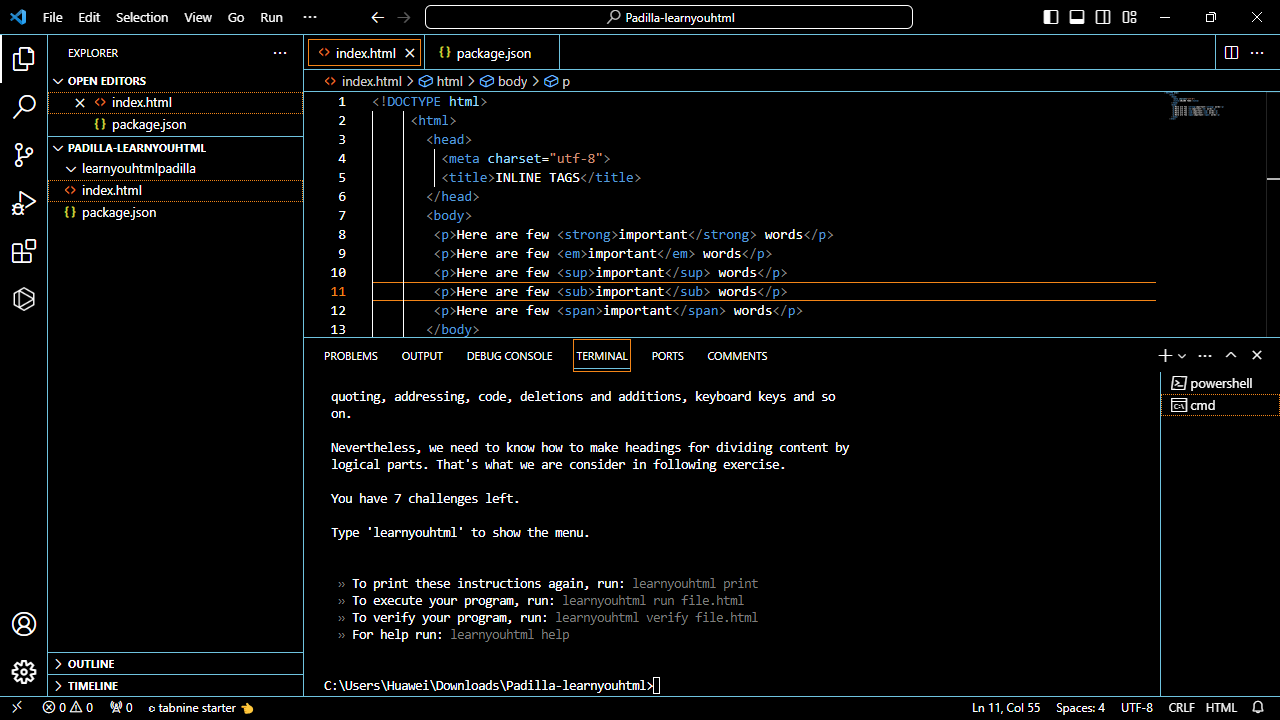 File Edit Selection View Go Run ···
Padilla-learnyouhtml
EXPLORER ···
OPEN EDITORS
index.html
package.json
PADILLA-LEARNYOUHTML
learnyouhtmlpadilla
index.html
package.json
OUTLINE
TIMELINE
index.html
package.json
index.html > html > body > p
1 <!DOCTYPE html>
2 <html>
3 <head>
4 <meta charset="utf-8">
5 <title>INLINE TAGS</title>
6 </head>
7 <body>
8 <p>Here are few <strong>important</strong> words</p>
9 <p>Here are few <em>important</em> words</p>
10 <p>Here are few <sup>important</sup> words</p>
11 <p>Here are few <sub>important</sub> words</p>
12 <p>Here are few <span>important</span> words</p>
13 </body>
PROBLEMS OUTPUT DEBUG CONSOLE TERMINAL PORTS COMMENTS
powershell
cmd
quoting, addressing, code, deletions and additions, keyboard keys and so
on.
Nevertheless, we need to know how to make headings for dividing content by
logical parts. That's what we are consider in following exercise.
You have 7 challenges left.
Type 'learnyouhtml' to show the menu.
» To print these instructions again, run: learnyouhtml print
» To execute your program, run: learnyouhtml run file.html
» To verify your program, run: learnyouhtml verify file.html
» For help run: learnyouhtml help
C:\Users\Huawei\Downloads\Padilla-learnyouhtml>
0 0 0 tabnine starter Ln 11, Col 55 Spaces: 4 UTF-8 CRLF HTML